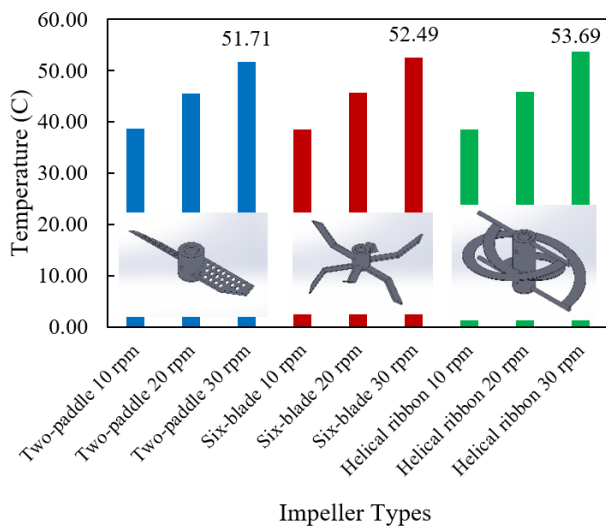 60.00
50.00
40.00
30.00
20.00
10.00
0.00
Temperature (C)
51.71
52.49
53.69
Two-paddle 10 rpm
Two-paddle 20 rpm
Two-paddle 30 rpm
Six-blade 10 rpm
Six-blade 20 rpm
Six-blade 30 rpm
Helical ribbon 10 rpm
Helical ribbon 20 rpm
Helical ribbon 30 rpm
Impeller Types